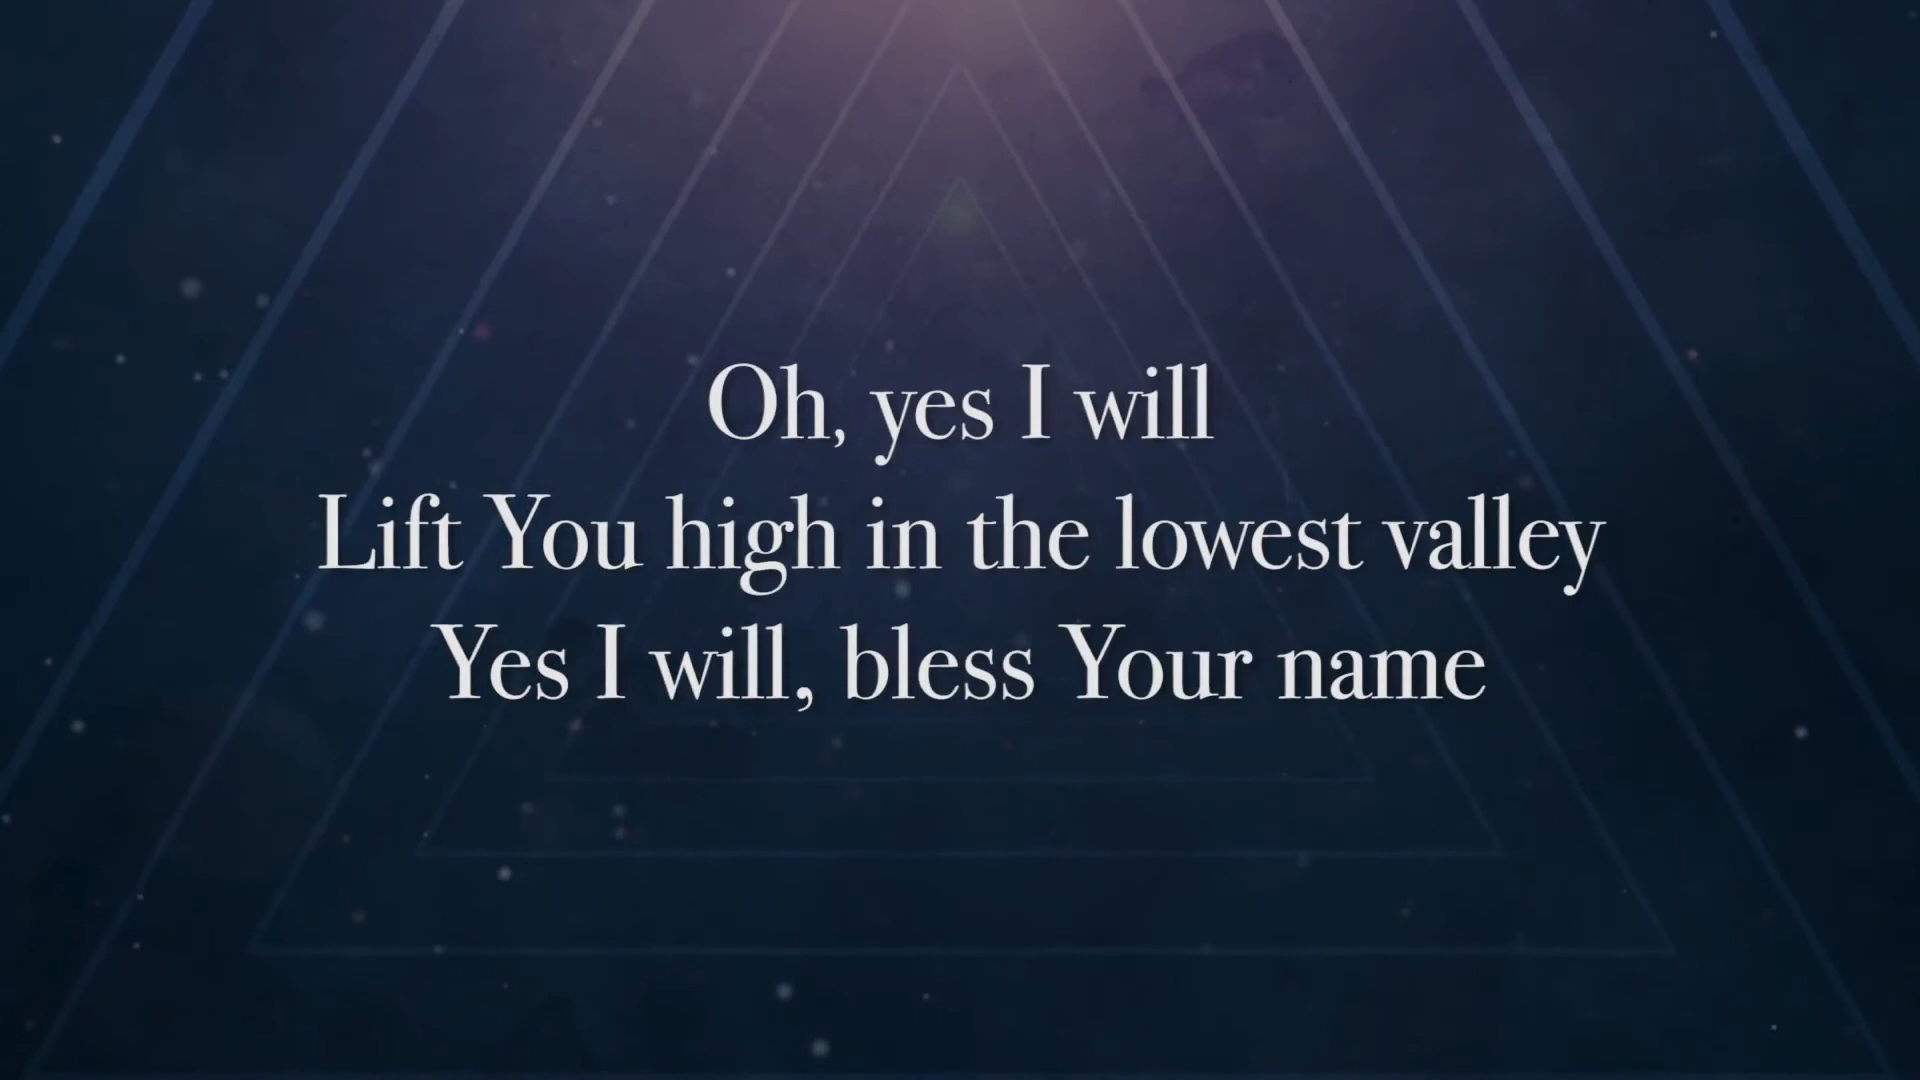 Oh, yes I will
Lift You high in the lowest valley
Yes I will, bless Your name